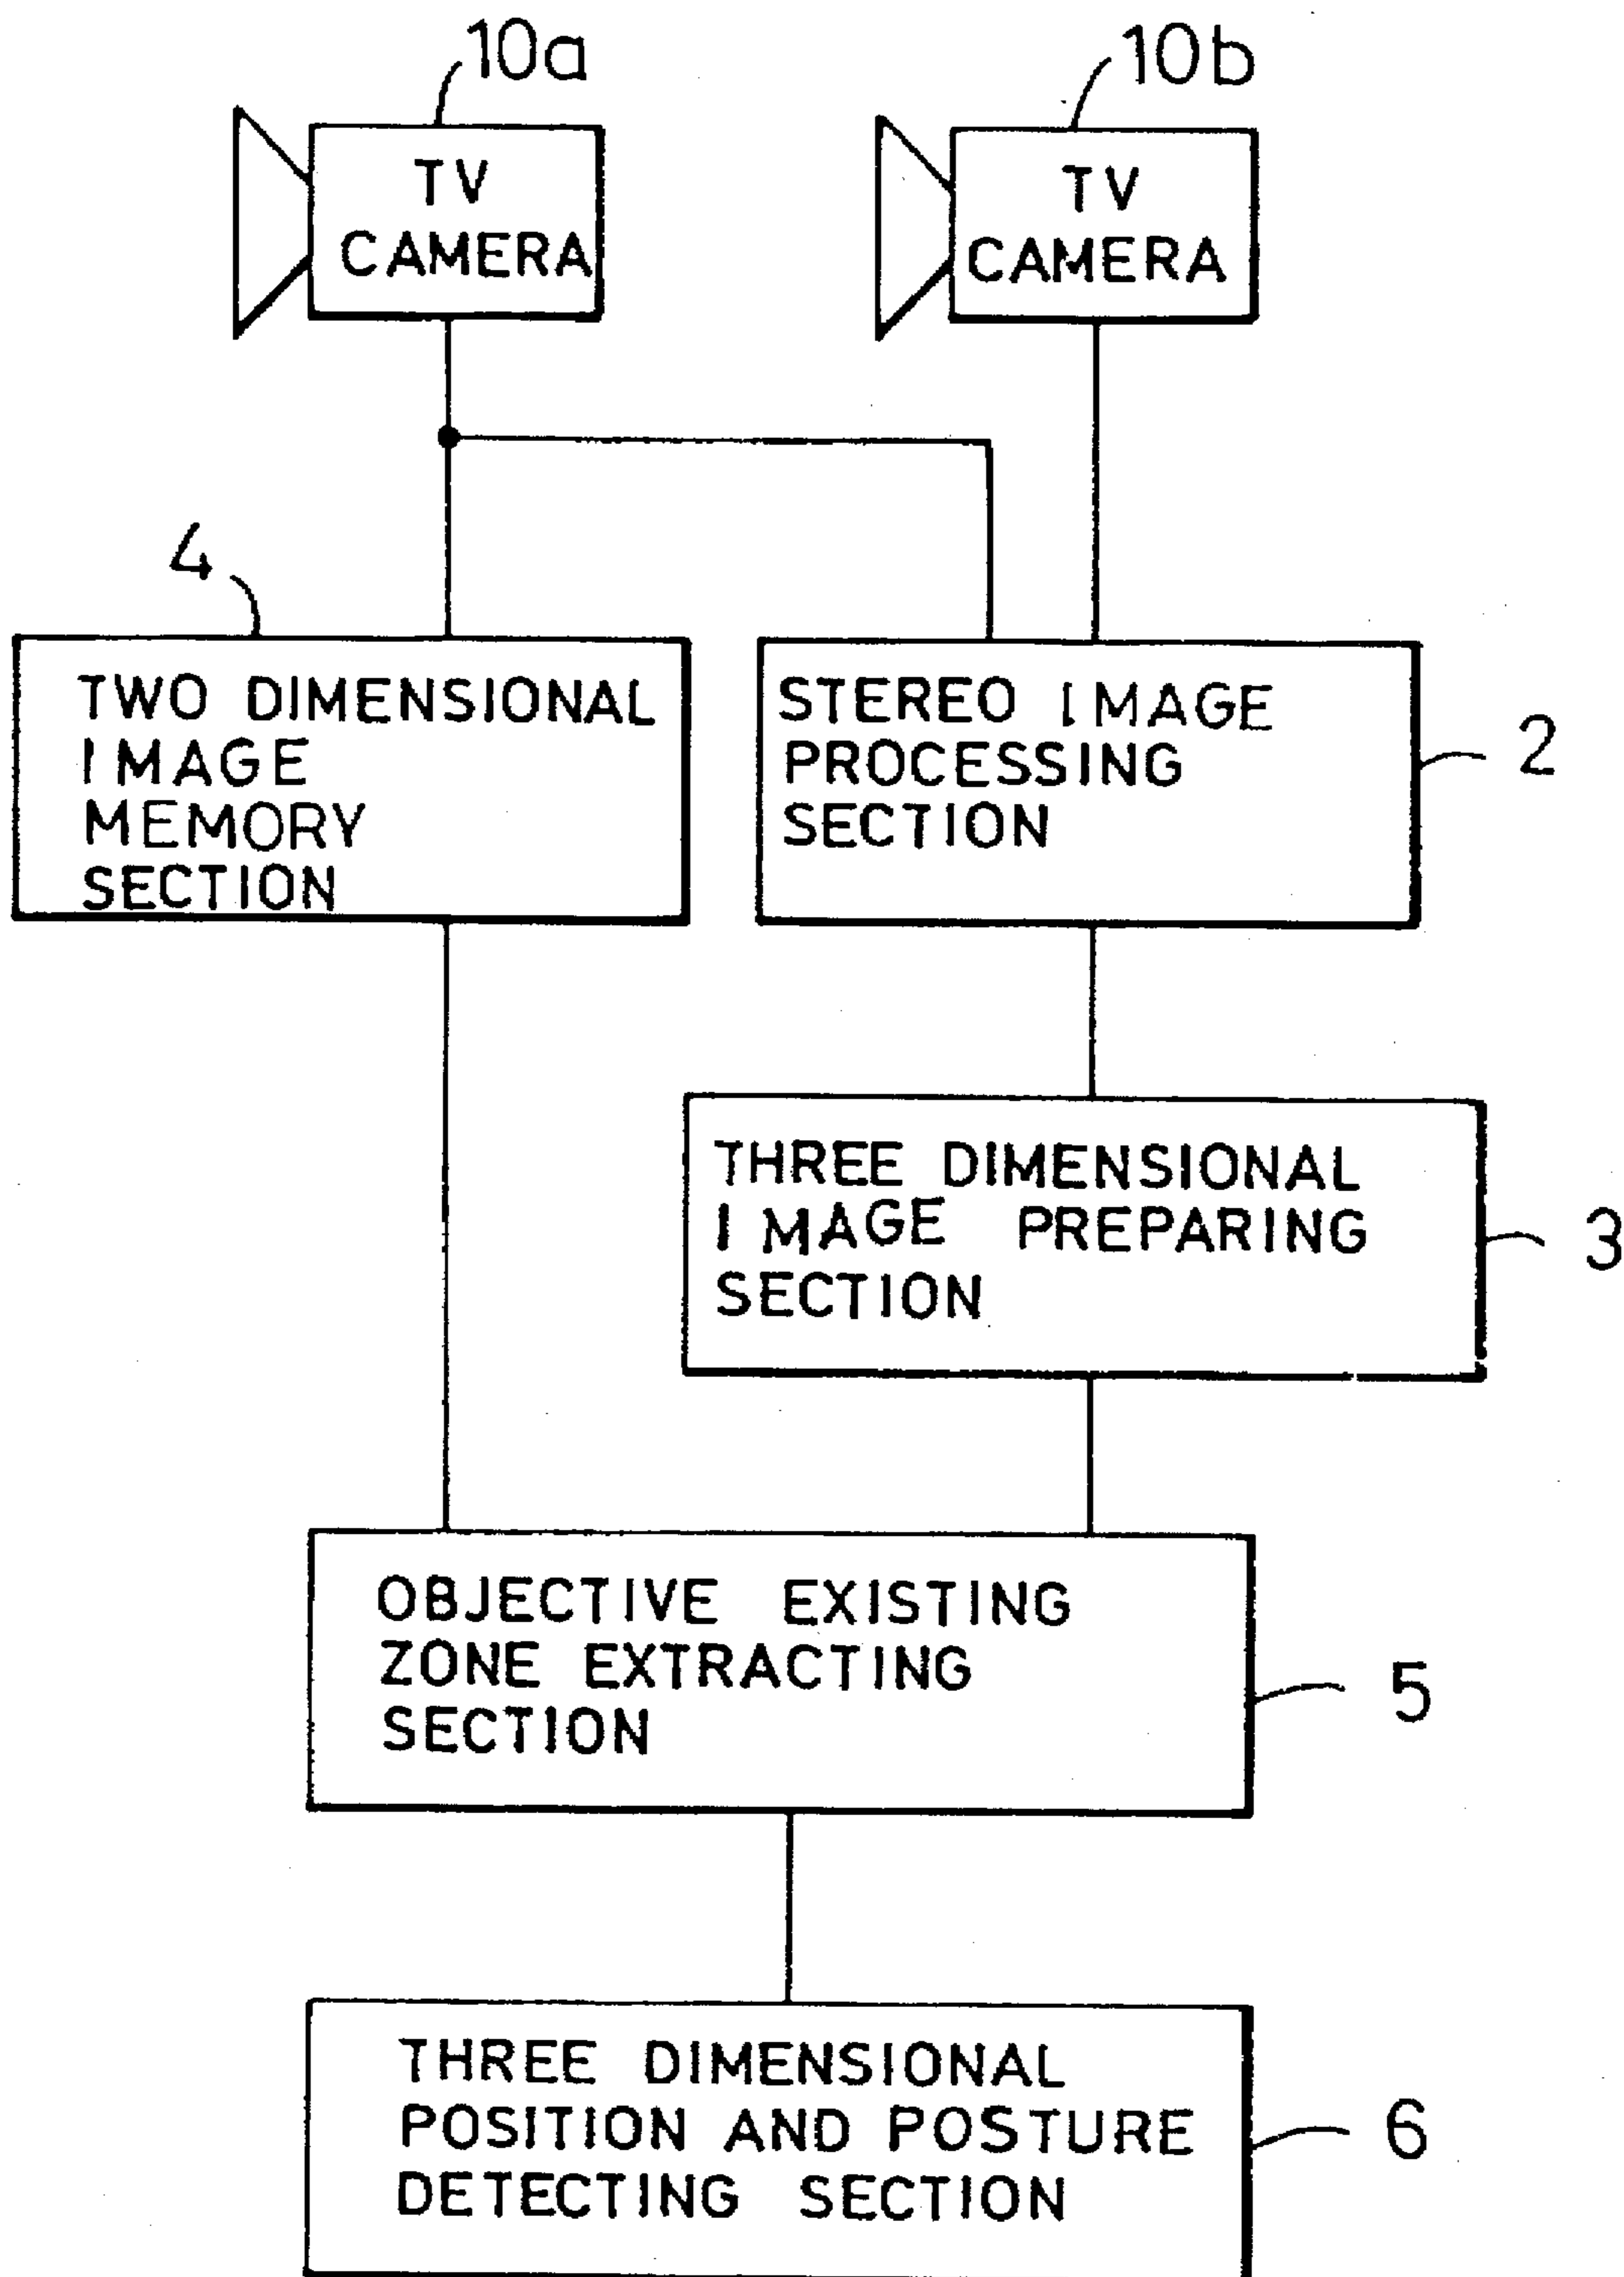 10a
10b
TV
CAMERA
TV
CAMERA
4
TWO DIMENSIONAL
IMAGE
MEMORY
SECTION
STEREO IMAGE
PROCESSING
SECTION
2
THREE DIMENSIONAL
IMAGE PREPARING
SECTION
3
OBJECTIVE EXISTING
ZONE EXTRACTING
SECTION
5
THREE DIMENSIONAL
POSITION AND POSTURE
DETECTING SECTION
6